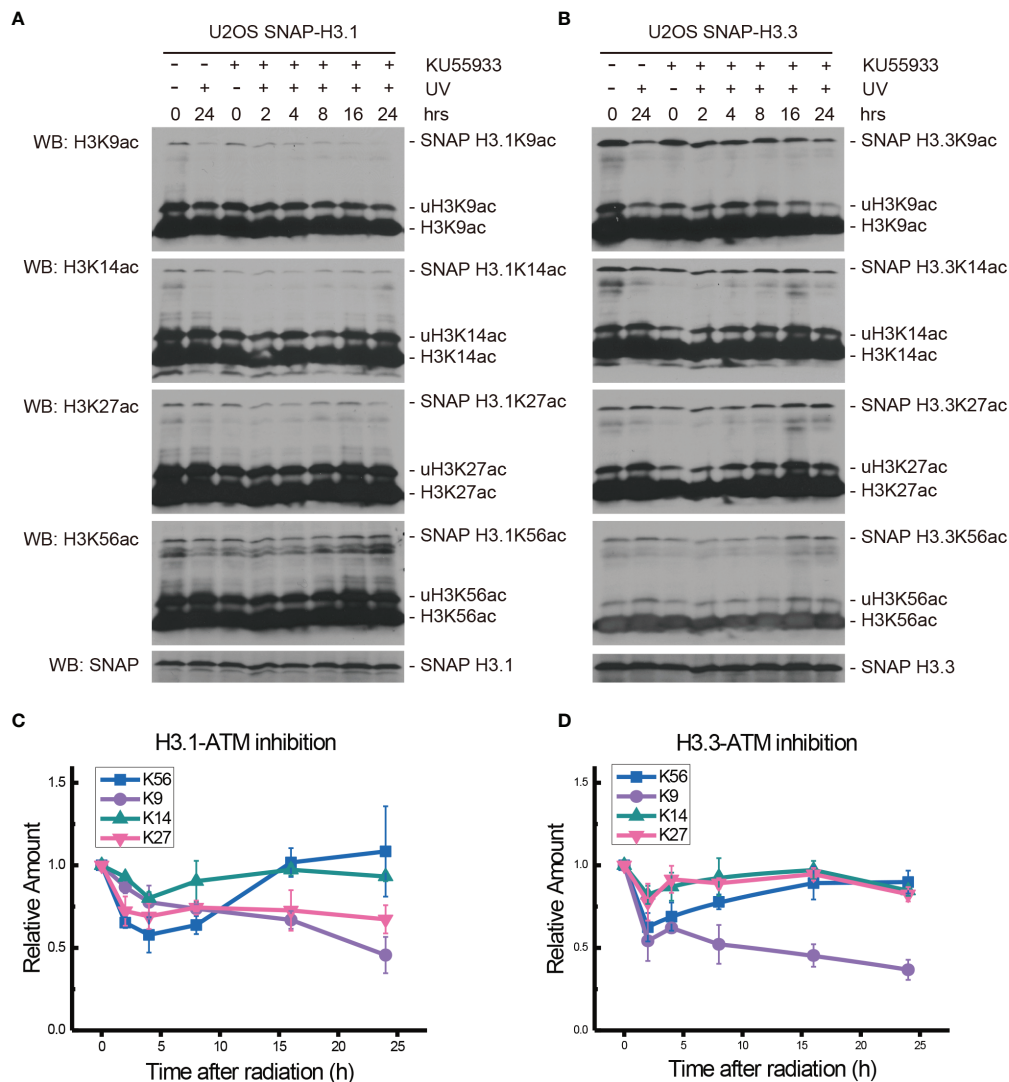 A
U2OS SNAP-H3.1
- - + + + + + + KU55933
- + - + + + + + UV
0 24 0 2 4 8 16 24 hrs
WB: H3K9ac
- SNAP H3.1K9ac
- uH3K9ac
- H3K9ac
WB: H3K14ac
- SNAP H3.1K14ac
- uH3K14ac
- H3K14ac
WB: H3K27ac
- SNAP H3.1K27ac
- uH3K27ac
- H3K27ac
WB: H3K56ac
- SNAP H3.1K56ac
- uH3K56ac
- H3K56ac
WB: SNAP
- SNAP H3.1
B
U2OS SNAP-H3.3
- - + + + + + + KU55933
- + - + + + + + UV
0 24 0 2 4 8 16 24 hrs
- SNAP H3.3K9ac
- uH3K9ac
- H3K9ac
- SNAP H3.3K14ac
- uH3K14ac
- H3K14ac
- SNAP H3.3K27ac
- uH3K27ac
- H3K27ac
- SNAP H3.3K56ac
- uH3K56ac
- H3K56ac
- SNAP H3.3
C
H3.1-ATM inhibition
K56
K9
K14
K27
1.5
1.0
0.5
0.0
Relative Amount
0 5 10 15 20 25
Time after radiation (h)
D
H3.3-ATM inhibition
K56
K9
K14
K27
1.5
1.0
0.5
0.0
Relative Amount
0 5 10 15 20 25
Time after radiation (h)